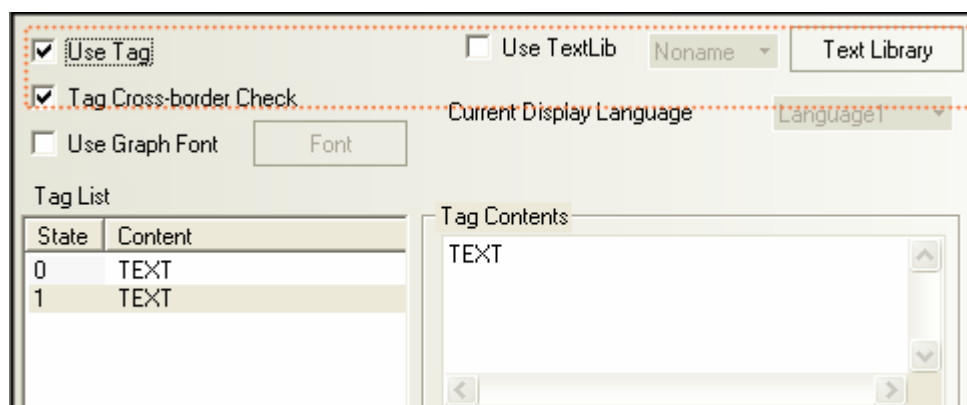 Use Tag Use TextLib Noname Text Library
Tag Cross-border Check
Current Display Language Language1
Use Graph Font Font
Tag List
Tag Contents
State Content
TEXT
0 TEXT
1 TEXT